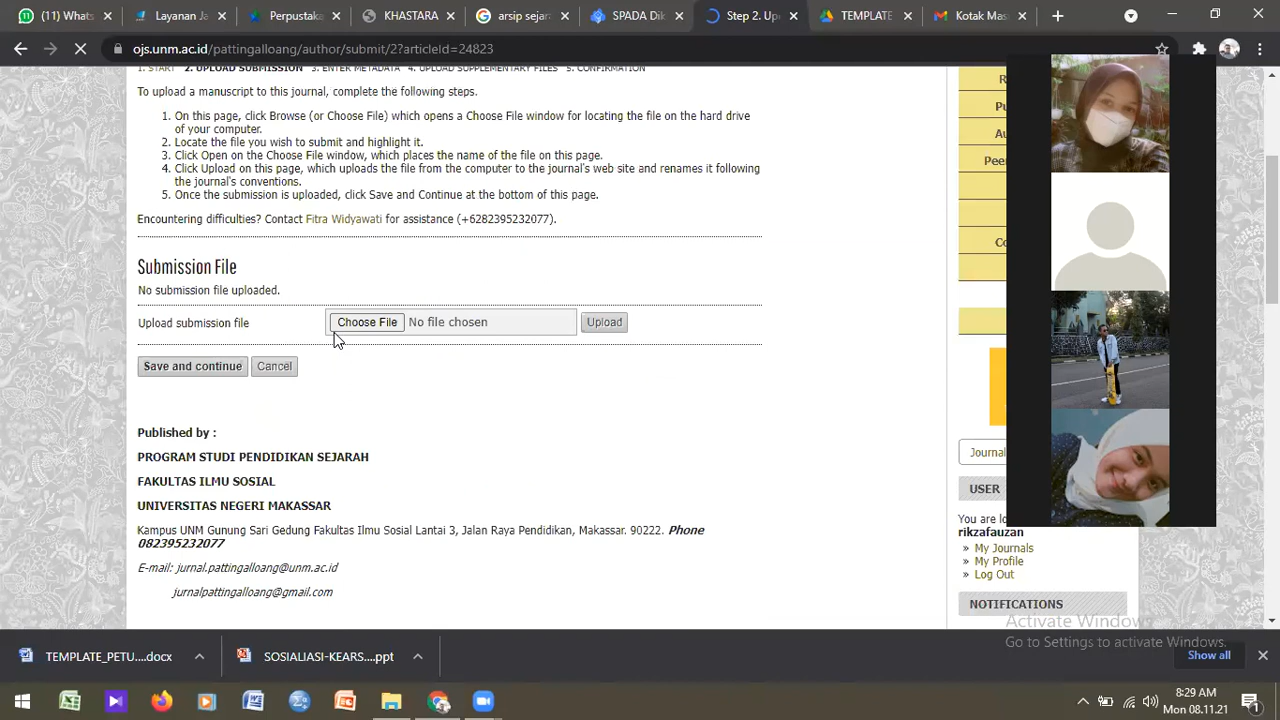 (11) Whats
Layanan Ja
Perpustaka
KHASTARA
arsip sejara
SPADA Dik
Step 2. Up
TEMPLATE
Kotak Mas
ojs.unm.ac.id/pattingalloang/author/submit/2?articleId=24823
1. START 2. UPLOAD SUBMISSION 3. ENTER METADATA 4. UPLOAD SUPPLEMENTARY FILES 5. CONFIRMATION
To upload a manuscript to this journal, complete the following steps.
1. On this page, click Browse (or Choose File) which opens a Choose File window for locating the file on the hard drive
of your computer.
2. Locate the file you wish to submit and highlight it.
3. Click Open on the Choose File window, which places the name of the file on this page.
4. Click Upload on this page, which uploads the file from the computer to the journal's web site and renames it following
the journal's conventions.
5. Once the submission is uploaded, click Save and Continue at the bottom of this page.
Encountering difficulties? Contact Fitra Widyawati for assistance (+6282395232077).
Submission File
No submission file uploaded.
Upload submission file
Choose File No file chosen
Upload
Save and continue
Cancel
Published by :
PROGRAM STUDI PENDIDIKAN SEJARAH
FAKULTAS ILMU SOSIAL
UNIVERSITAS NEGERI MAKASSAR
Kampus UNM Gunung Sari Gedung Fakultas Ilmu Sosial Lantai 3, Jalan Raya Pendidikan, Makassar. 90222. Phone
082395232077
E-mail: jurnal.pattingalloang@unm.ac.id
jurnalpattingalloang@gmail.com
Peer
Journal
USER
You are lo
rikzafauzan
» My Journals
» My Profile
» Log Out
NOTIFICATIONS
Activate Windows
Go to Settings to activate Windows.
TEMPLATE_PETU....docx
SOSIALIASI-KEARS....ppt
Show all
8:29 AM
Mon 08.11.21
1